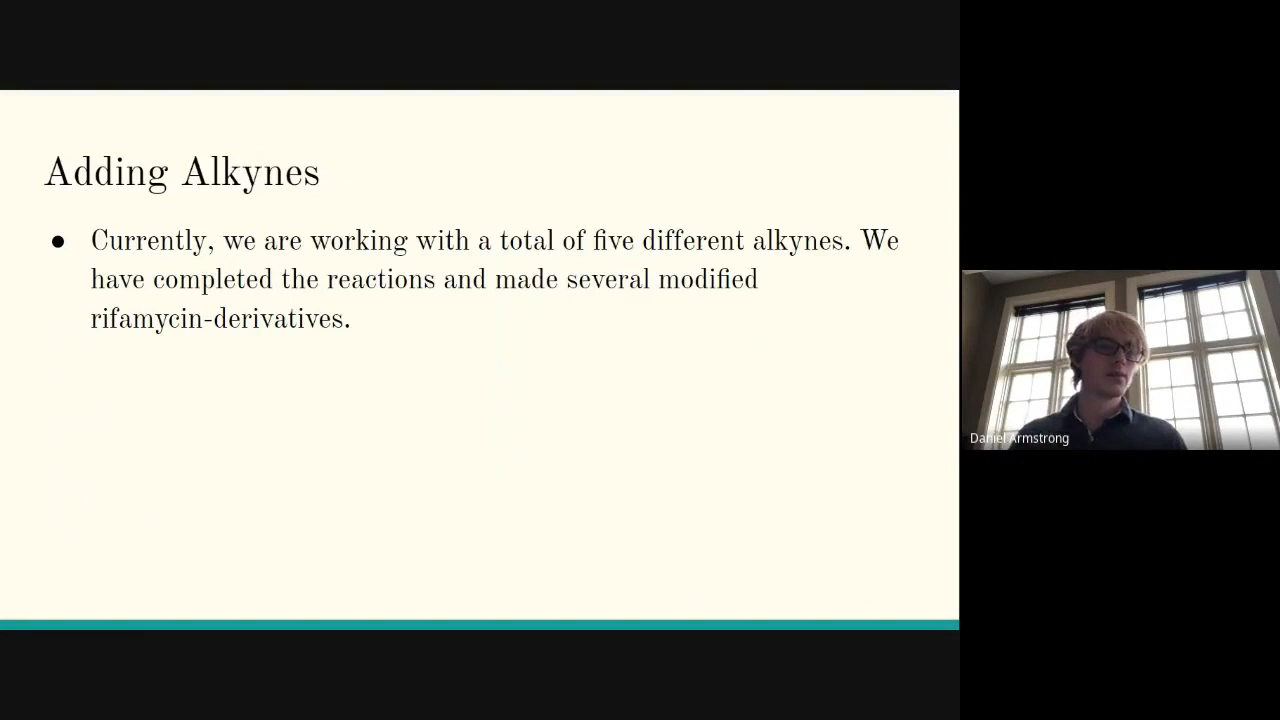 Adding Alkynes
● Currently, we are working with a total of five different alkynes. We
have completed the reactions and made several modified
rifamycin-derivatives.
Daniel Armstrong